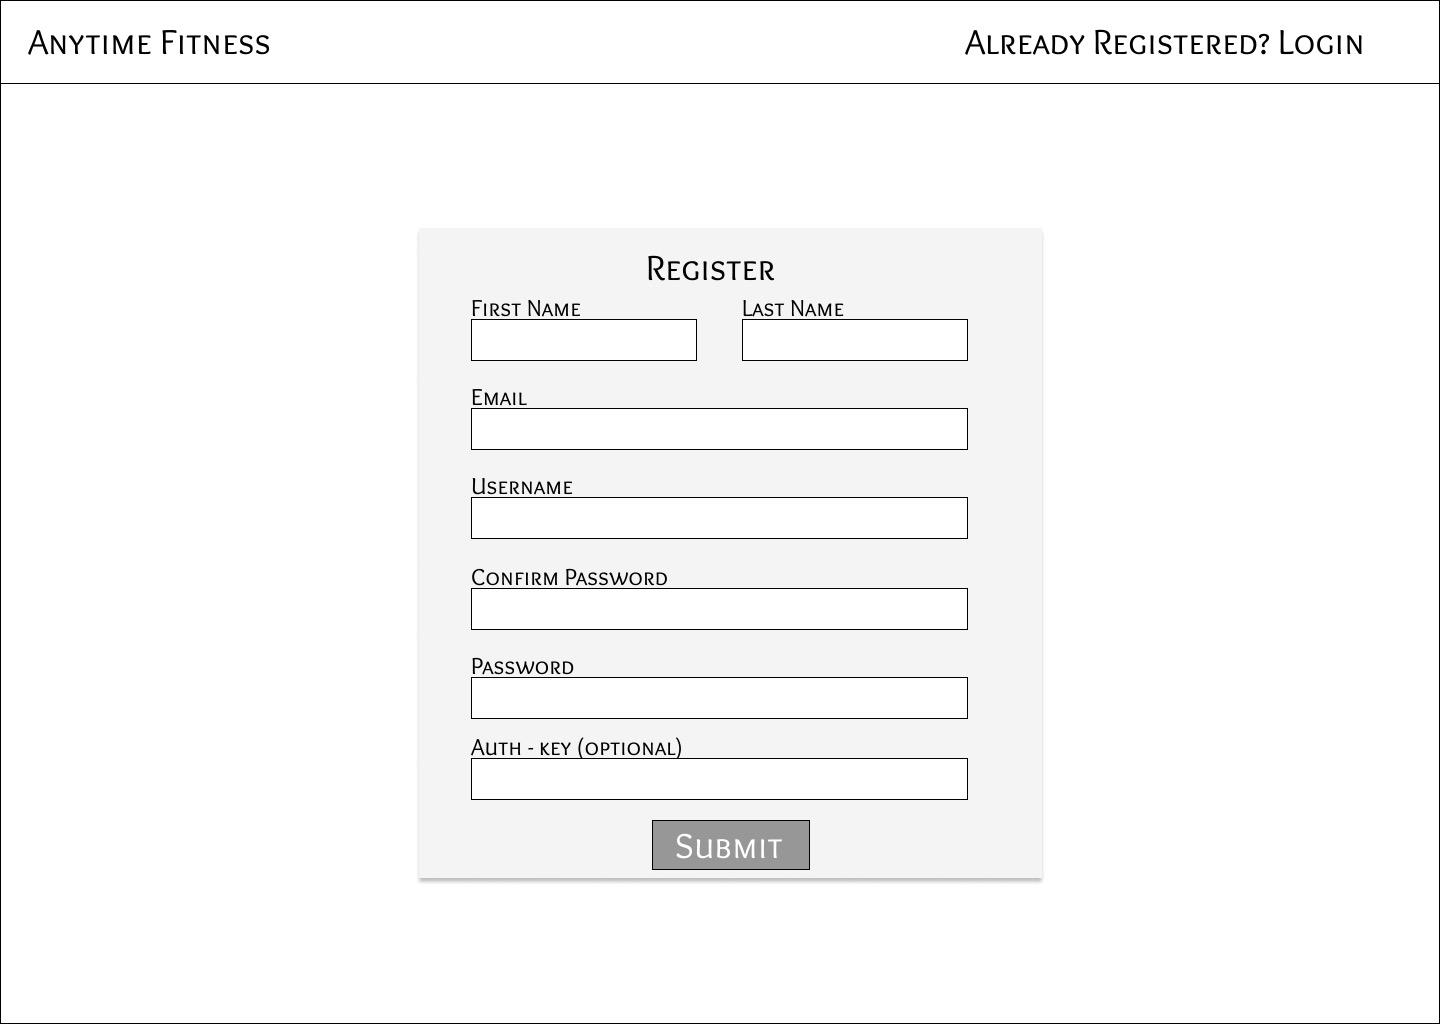 Anytime Fitness
Already Registered? Login
Register
First Name
Last Name
Email
Username
Confirm Password
Password
Auth - key (optional)
Submit